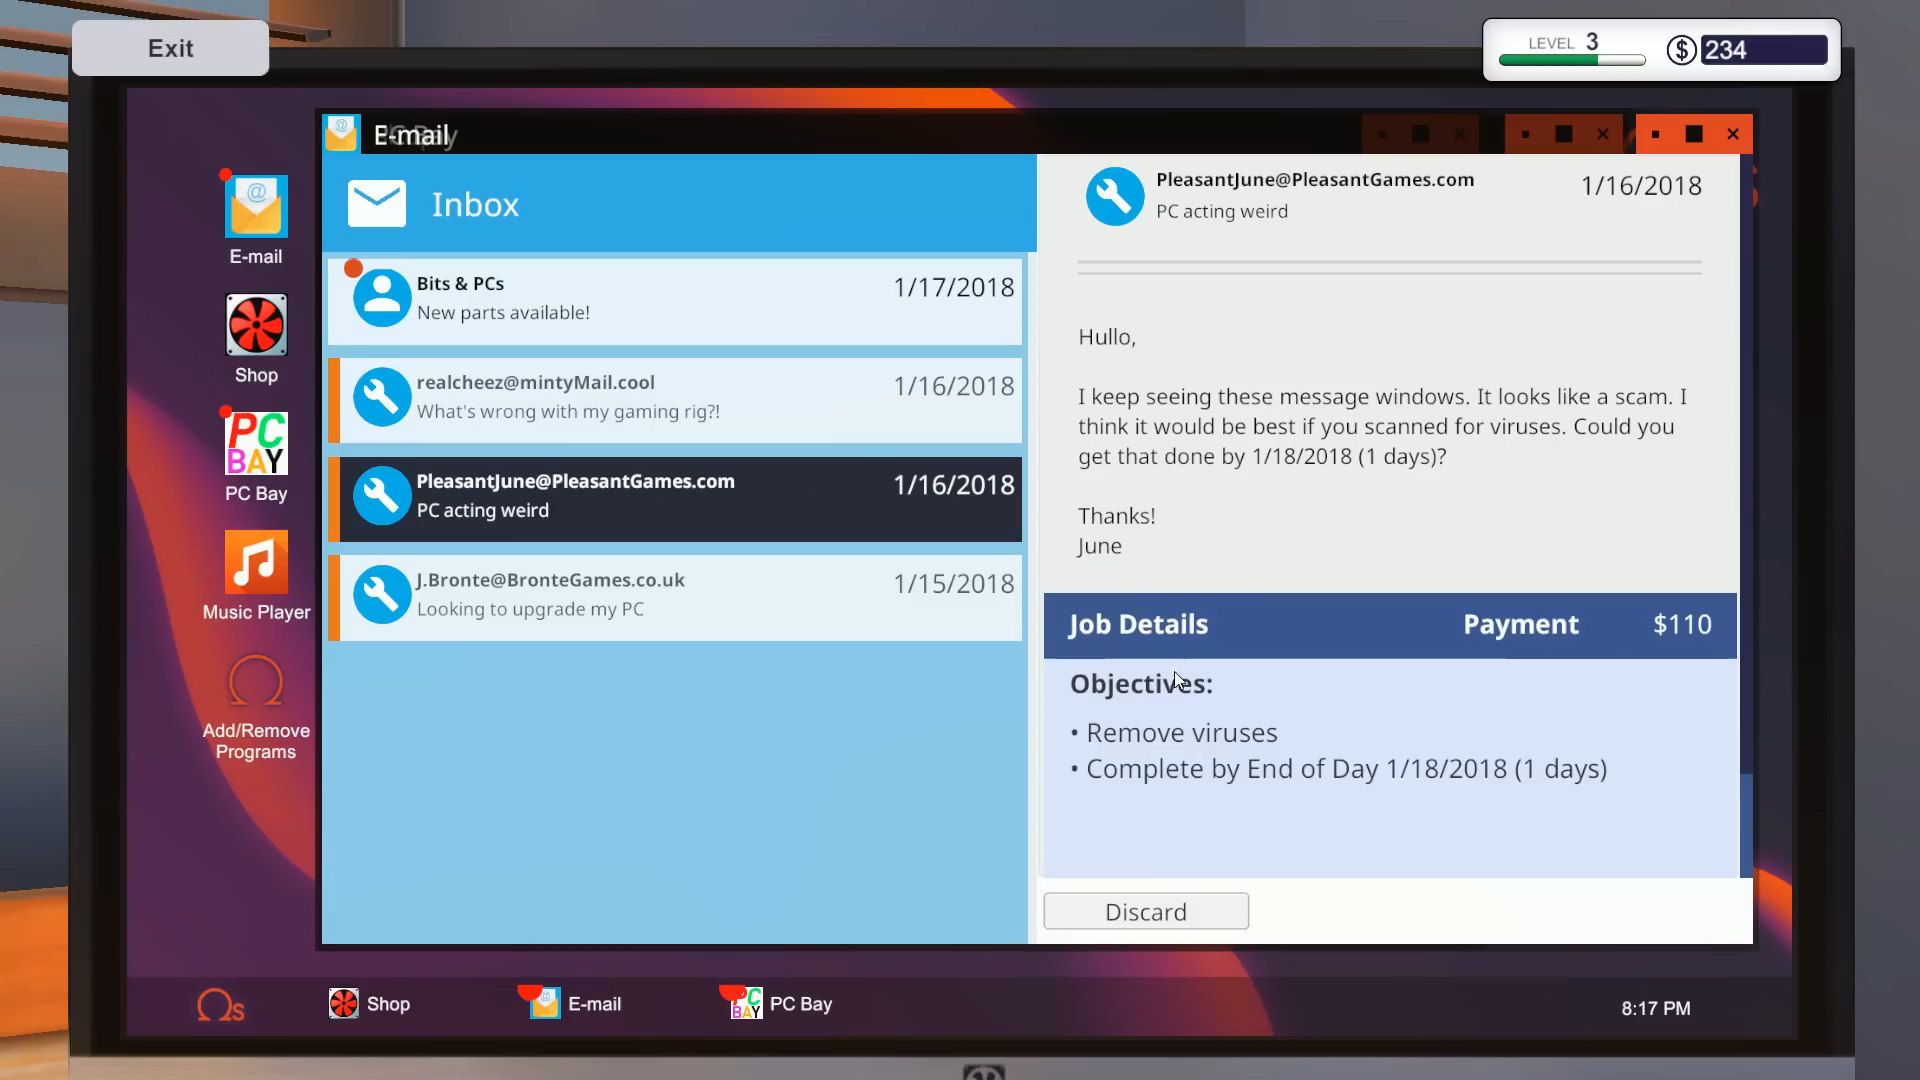 Exit
LEVEL 3
$ 234
E-mail
Inbox
Bits & PCs
New parts available!
1/17/2018
realcheez@mintyMail.cool
What's wrong with my gaming rig?!
1/16/2018
PleasantJune@PleasantGames.com
PC acting weird
1/16/2018
J.Bronte@BronteGames.co.uk
Looking to upgrade my PC
1/15/2018
PleasantJune@PleasantGames.com
PC acting weird
1/16/2018
Hullo,
I keep seeing these message windows. It looks like a scam. I
think it would be best if you scanned for viruses. Could you
get that done by 1/18/2018 (1 days)?
Thanks!
June
Job Details
Payment
$110
Objectives:
• Remove viruses
• Complete by End of Day 1/18/2018 (1 days)
Discard
E-mail
Shop
PC
BAY
PC Bay
Music Player
Add/Remove
Programs
Ωs
Shop
E-mail
PC Bay
8:17 PM